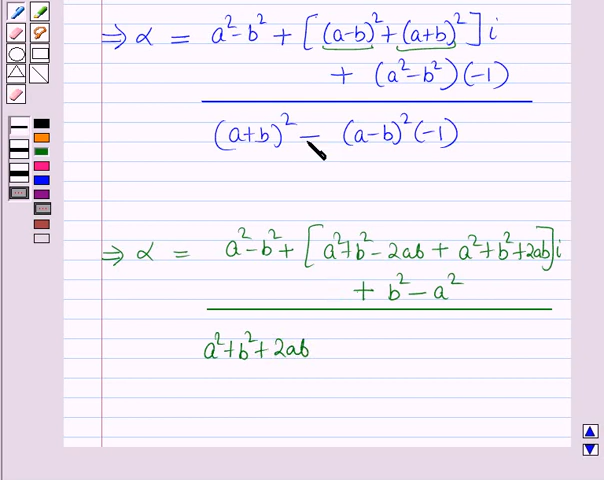 ⇒ α = a²-b² + [(a-b)² + (a+b)²] i
+ (a²-b²)(-1)
(a+b)² - (a-b)²(-1)
⇒ α = a²-b² + [a²+b²-2ab + a²+b²+2ab]i
+ b²-a²
a²+b²+2ab